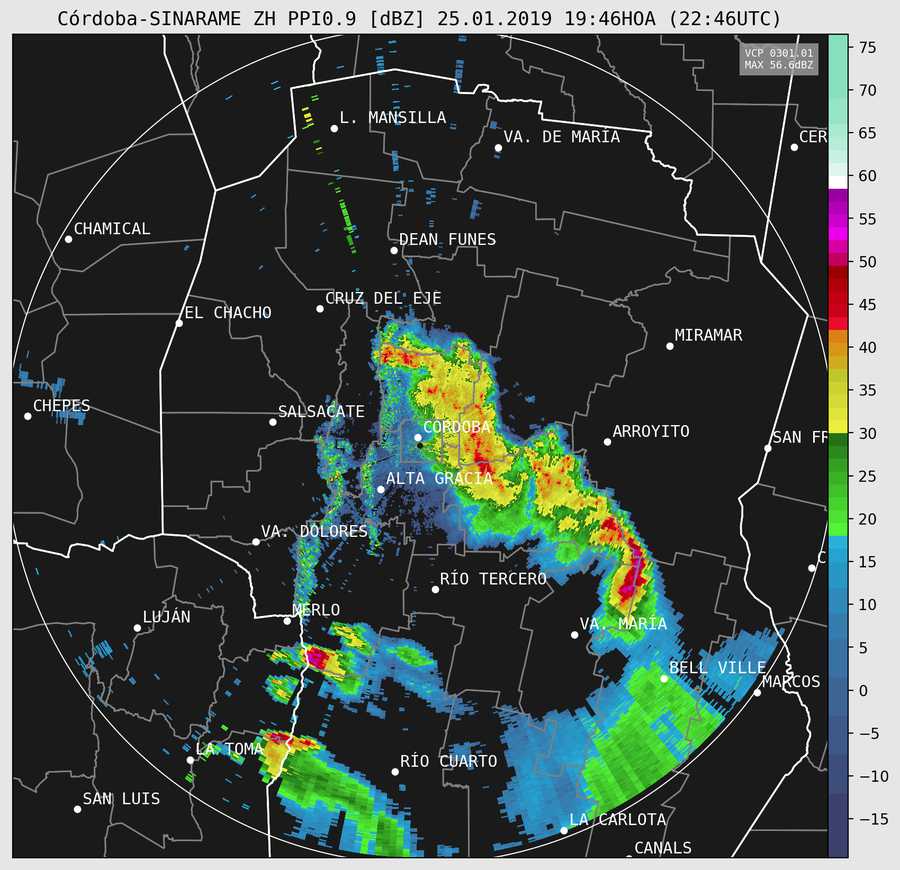 Córdoba-SINARAME ZH PPI0.9 [dBZ] 25.01.2019 19:46HOA (22:46UTC)
VCP 0301.01
MAX 56.6dBZ
L. MANSILLA
VA. DE MARÍA
CER
CHAMICAL
DEAN FUNES
CRUZ DEL EJE
EL CHACHO
MIRAMAR
CHEPES
SALSACATE
CÓRDOBA
ARROYITO
SAN FR
ALTA GRACIA
VA. DOLORES
C
RÍO TERCERO
MERLO
LUJÁN
VA. MARÍA
BELL VILLE
MARCOS
LA TOMA
RÍO CUARTO
SAN LUIS
LA CARLOTA
CANALS
75
70
65
60
55
50
45
40
35
30
25
20
15
10
5
0
−5
−10
−15